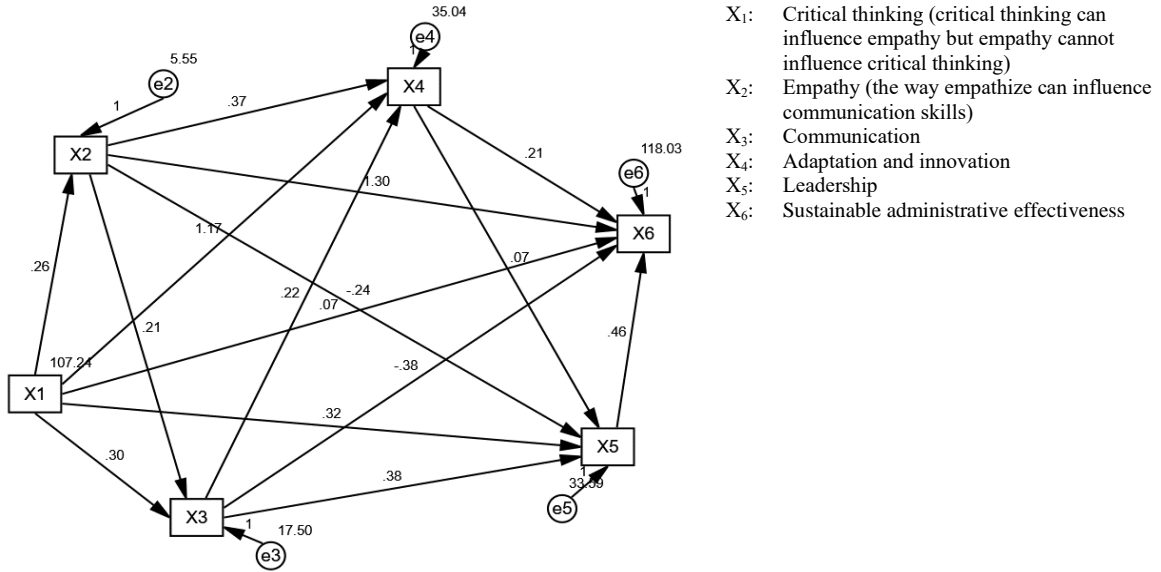 35.04
e4
1
5.55
e2
1
X4
.37
X2
.21
118.03
e6
1
1.30
X6
1.17
.07
.26
.22
-.24
.07
.21
.46
107.24
-.38
X1
.32
X5
.30
.38
1
33.59
e5
X3
1
17.50
e3
X₁: Critical thinking (critical thinking can
influence empathy but empathy cannot
influence critical thinking)
X₂: Empathy (the way empathize can influence
communication skills)
X₃: Communication
X₄: Adaptation and innovation
X₅: Leadership
X₆: Sustainable administrative effectiveness